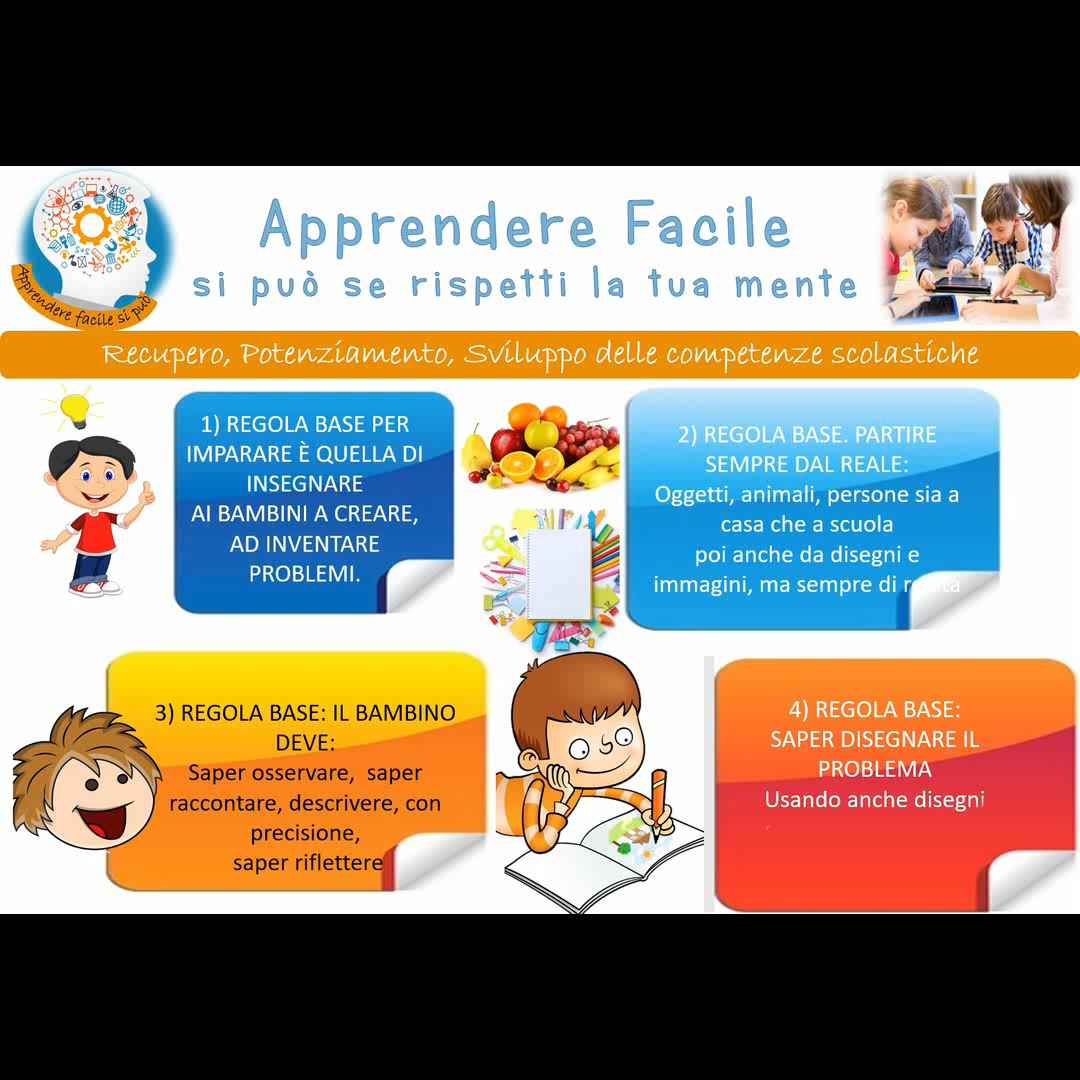 Apprendere Facile
si può se rispetti la tua mente
Apprendere facile si può
Recupero, Potenziamento, Sviluppo delle competenze scolastiche
1) REGOLA BASE PER
IMPARARE È QUELLA DI
INSEGNARE
AI BAMBINI A CREARE,
AD INVENTARE
PROBLEMI.
2) REGOLA BASE. PARTIRE
SEMPRE DAL REALE:
Oggetti, animali, persone sia a
casa che a scuola
poi anche da disegni e
immagini, ma sempre di
3) REGOLA BASE: IL BAMBINO
DEVE:
Saper osservare, saper
raccontare, descrivere, con
precisione,
saper riflettere
4) REGOLA BASE:
SAPER DISEGNARE IL
PROBLEMA
Usando anche disegni